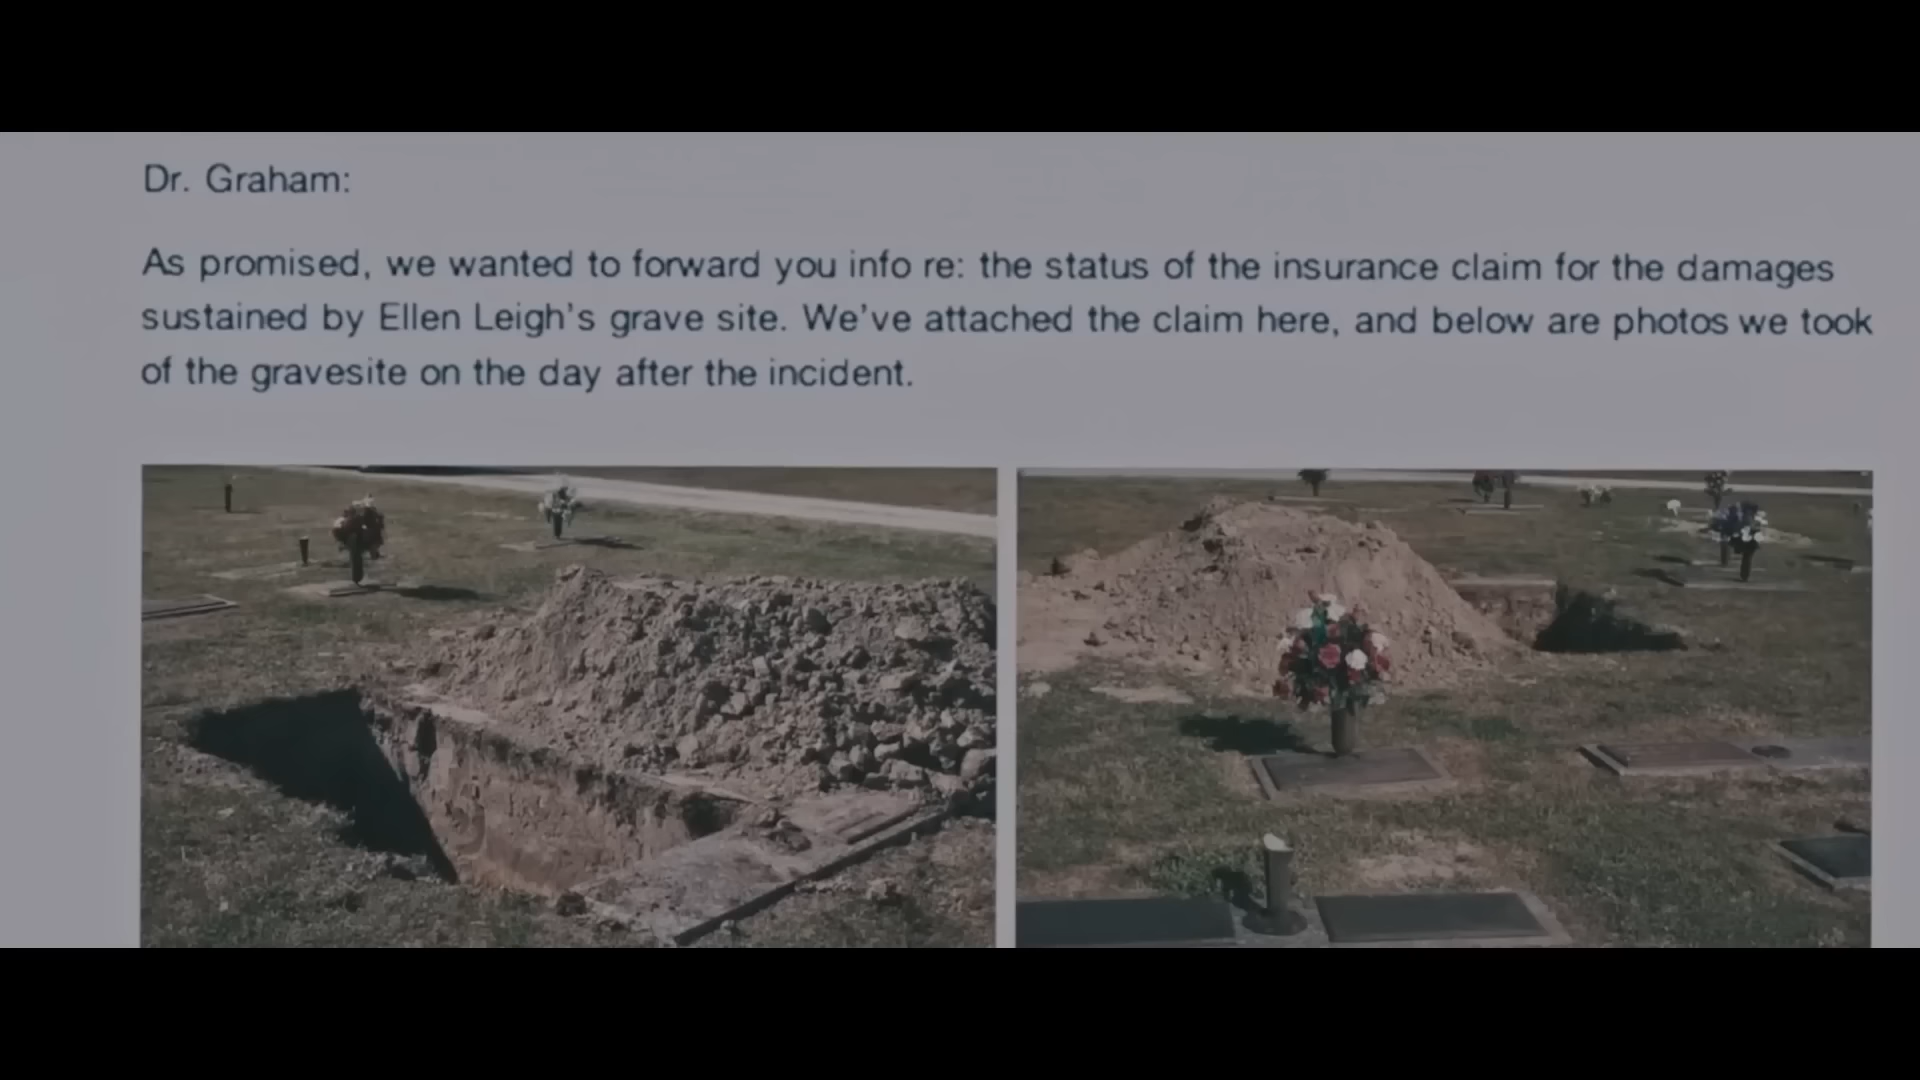 Dr. Graham:
As promised, we wanted to forward you info re: the status of the insurance claim for the damages
sustained by Ellen Leigh's grave site. We've attached the claim here, and below are photos we took
of the gravesite on the day after the incident.